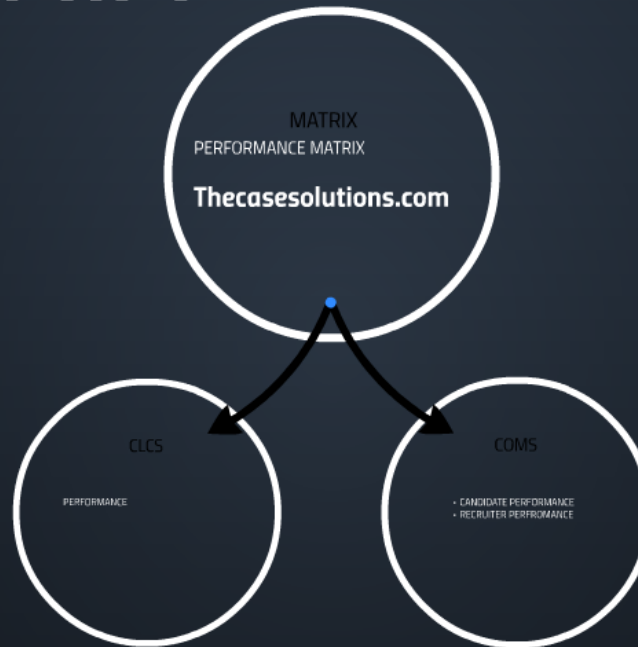 MATRIX
PERFORMANCE MATRIX
Thecasesolutions.com
CLCS
PERFORMANCE
COMS
• CANDIDATE PERFORMANCE
• RECRUITER PERFROMANCE